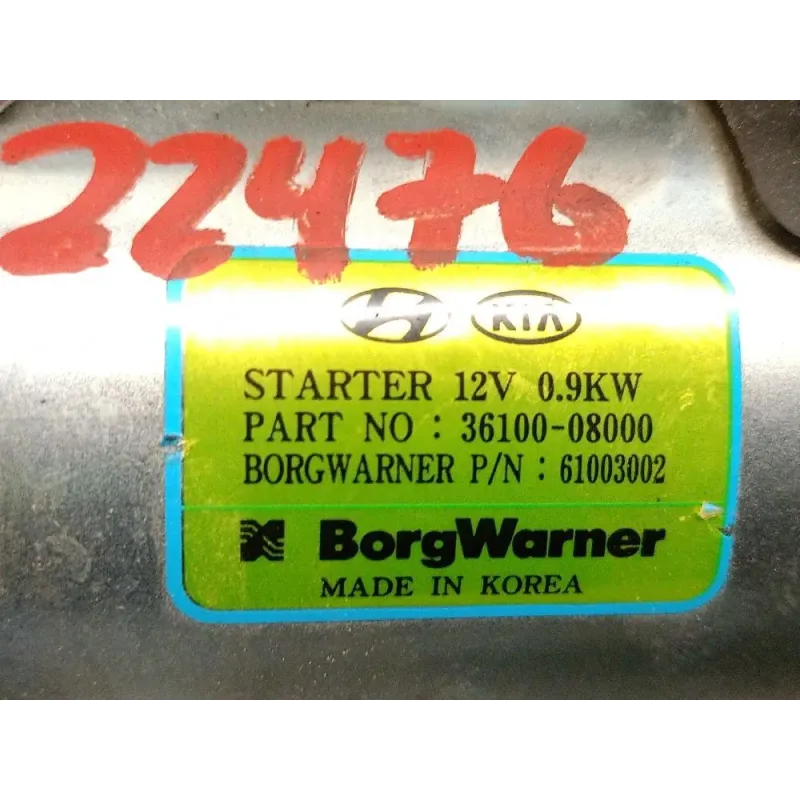 22476
KIA
STARTER 12V 0.9KW
PART NO : 36100-08000
BORGWARNER P/N : 61003002
BorgWarner
MADE IN KOREA